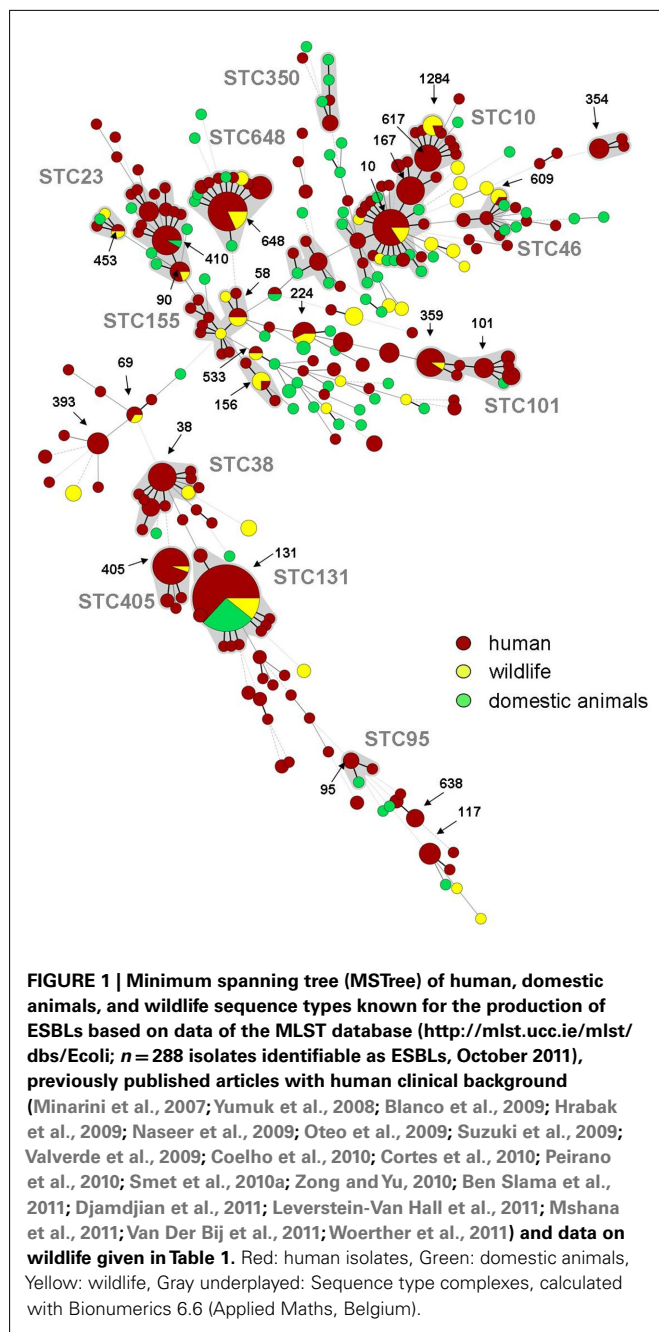 STC350
1284
STC10
617
354
STC648
167
STC23
10
609
648
STC46
453
410
58
90
224
STC155
359
101
533
69
156
STC101
393
38
STC38
131
405
STC131
STC405
human
wildlife
domestic animals
STC95
95
638
117
FIGURE 1 | Minimum spanning tree (MSTree) of human, domestic
animals, and wildlife sequence types known for the production of
ESBLs based on data of the MLST database (http://mlst.ucc.ie/mlst/
dbs/Ecoli; n = 288 isolates identifiable as ESBLs, October 2011),
previously published articles with human clinical background
(Minarini et al., 2007; Yumuk et al., 2008; Blanco et al., 2009; Hrabak
et al., 2009; Naseer et al., 2009; Oteo et al., 2009; Suzuki et al., 2009;
Valverde et al., 2009; Coelho et al., 2010; Cortes et al., 2010; Peirano
et al., 2010; Smet et al., 2010a; Zong and Yu, 2010; Ben Slama et al.,
2011; Djamdjian et al., 2011; Leverstein-Van Hall et al., 2011; Mshana
et al., 2011; Van Der Bij et al., 2011; Woerther et al., 2011) and data on
wildlife given in Table 1. Red: human isolates, Green: domestic animals,
Yellow: wildlife, Gray underplayed: Sequence type complexes, calculated
with Bionumerics 6.6 (Applied Maths, Belgium).